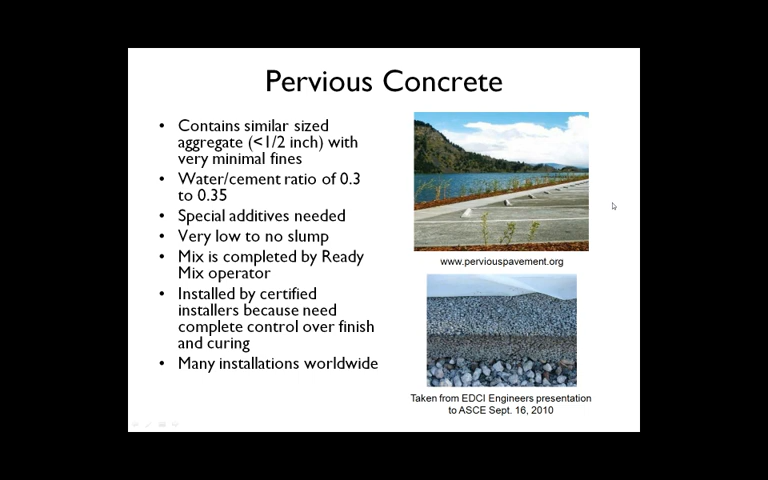 Pervious Concrete
• Contains similar sized
aggregate (<1/2 inch) with
very minimal fines
• Water/cement ratio of 0.3
to 0.35
• Special additives needed
• Very low to no slump
• Mix is completed by Ready
Mix operator
• Installed by certified
installers because need
complete control over finish
and curing
• Many installations worldwide
www.perviouspavement.org
Taken from EDCI Engineers presentation
to ASCE Sept. 16, 2010